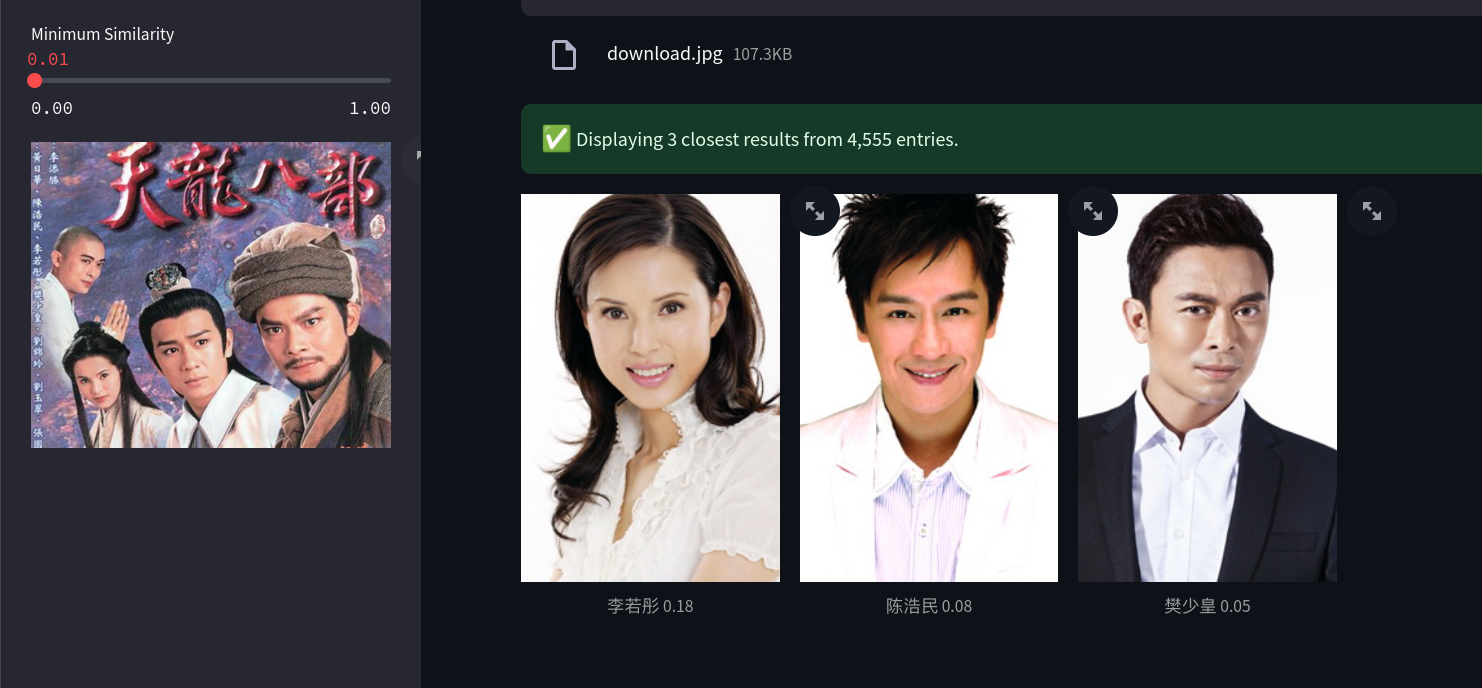 Minimum Similarity
0.01
0.00
1.00
download.jpg 107.3KB
Displaying 3 closest results from 4,555 entries.
天龍八部
李添勝
黃日華、陳浩民、李若彤、樊少皇、劉錦玲、劉玉翠、張國
李若彤 0.18
陈浩民 0.08
樊少皇 0.05